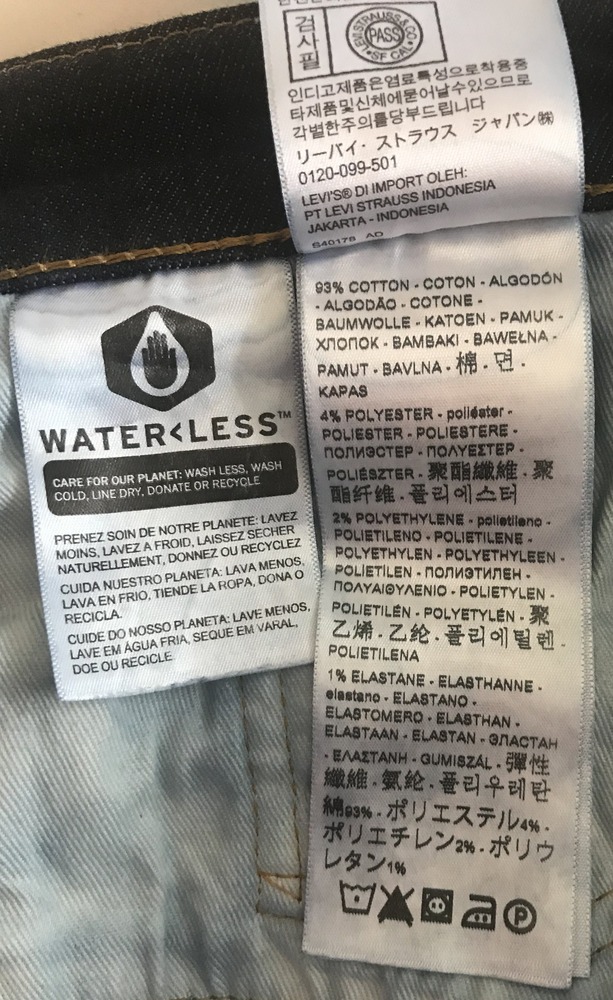 검
사
필
LEVI STRAUSS & CO
PASS
SF CAL
인디고제품은염료특성으로착용중
타제품및신체에묻어날수있으므로
각별한주의를당부드립니다
リーバイ・ストラウス ジャパン㈱
0120-099-501
LEVI'S® DI IMPORT OLEH:
PT LEVI STRAUSS INDONESIA
JAKARTA - INDONESIA
S40176 AD
WATER<LESS™
CARE FOR OUR PLANET: WASH LESS, WASH
COLD, LINE DRY, DONATE OR RECYCLE
PRENEZ SOIN DE NOTRE PLANETE: LAVEZ
MOINS, LAVEZ A FROID, LAISSEZ SECHER
NATURELLEMENT, DONNEZ OU RECYCLEZ
CUIDA NUESTRO PLANETA: LAVA MENOS,
LAVA EN FRIO, TIENDE LA ROPA, DONA O
RECICLA.
CUIDE DO NOSSO PLANETA: LAVE MENOS,
LAVE EM ÁGUA FRIA, SEQUE EM VARAL,
DOE OU RECICLE
93% COTTON - COTON - ALGODÓN
- ALGODÃO - COTONE -
BAUMWOLLE - KATOEN - PAMUK -
ХЛОПОК - BAMBAKI - BAWEŁNA -
PAMUT - BAVLNA - 棉 - 면 -
KAPAS
4% POLYESTER - poliéster -
POLIESTER - POLIESTERE -
ПОЛИЭСТЕР - ΠΟΛΥΕΣΤΕΡ -
POLIÉSZTER - 聚酯纖維 - 聚
酯纤维 - 폴리에스터
2% POLYETHYLENE - polietileno -
POLIETILENO - POLIETILENE -
POLYETHYLEN - POLYETHYLEEN -
POLİETİLEN - ПОЛИЭТИЛЕН -
ΠΟΛΥΑΙΘΥΛΕΝΙΟ - POLIETYLEN -
POLIETILÉN - POLYETYLÉN - 聚
乙烯 - 乙纶 - 폴리에틸렌 -
POLIETILENA
1% ELASTANE - ELASTHANNE -
elastano - ELASTANO -
ELASTOMERO - ELASTHAN -
ELASTAAN - ELASTAN - ЭЛАСТАН
- ΕΛΑΣΤΑΝΗ - GUMISZÁL - 彈性
纖維 - 氨纶 - 폴리우레탄
綿93% - ポリエステル4% -
ポリエチレン2% - ポリウ
レタン1%
P